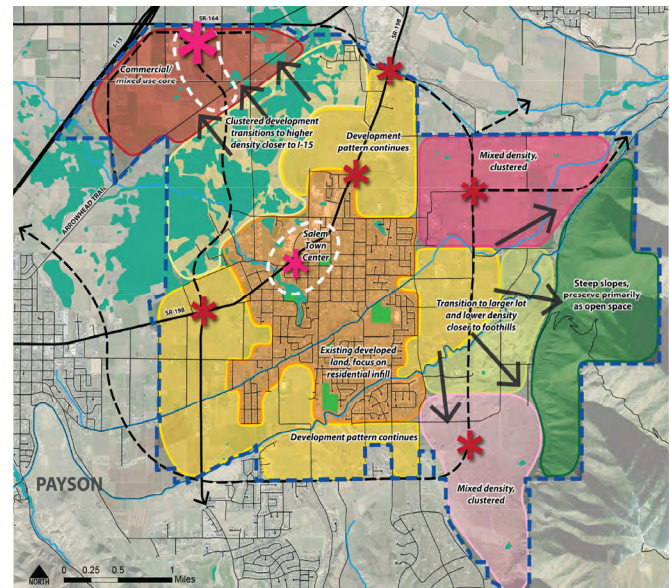 SR-164
I-15
SR-198
Commercial/
mixed use core
Clustered development
transitions to higher
density closer to I-15
Development
pattern continues
Mixed density,
clustered
ARROWHEAD TRAIL
Salem
Town
Center
Steep slopes,
preserve primarily
as open space
Transition to larger lot
and lower density
closer to foothills
SR-198
Existing developed
land, focus on
residential infill
Development pattern continues
PAYSON
Mixed density,
clustered
NORTH
0 0.25 0.5 1
Miles